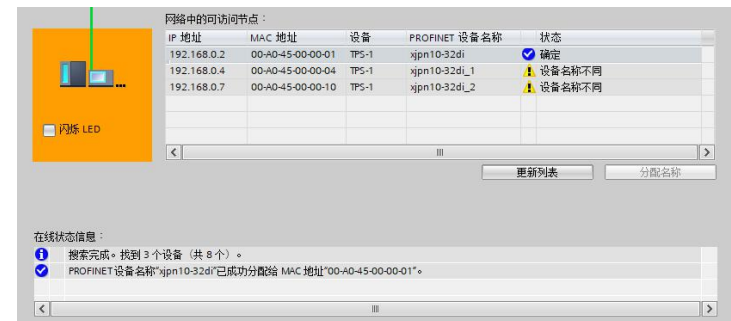 网络中的可访问节点：
IP 地址 MAC 地址 设备 PROFINET 设备名称 状态
192.168.0.2 00-A0-45-00-00-01 TPS-1 xjpn10-32di 确定
192.168.0.4 00-A0-45-00-00-04 TPS-1 xjpn10-32di_1 设备名称不同
192.168.0.7 00-A0-45-00-00-10 TPS-1 xjpn10-32di_2 设备名称不同
闪烁 LED
更新列表 分配名称
在线状态信息：
搜索完成。找到 3 个设备（共 8 个）。
PROFINET 设备名称“xjpn10-32di”已成功分配给 MAC 地址“00-A0-45-00-00-01”。